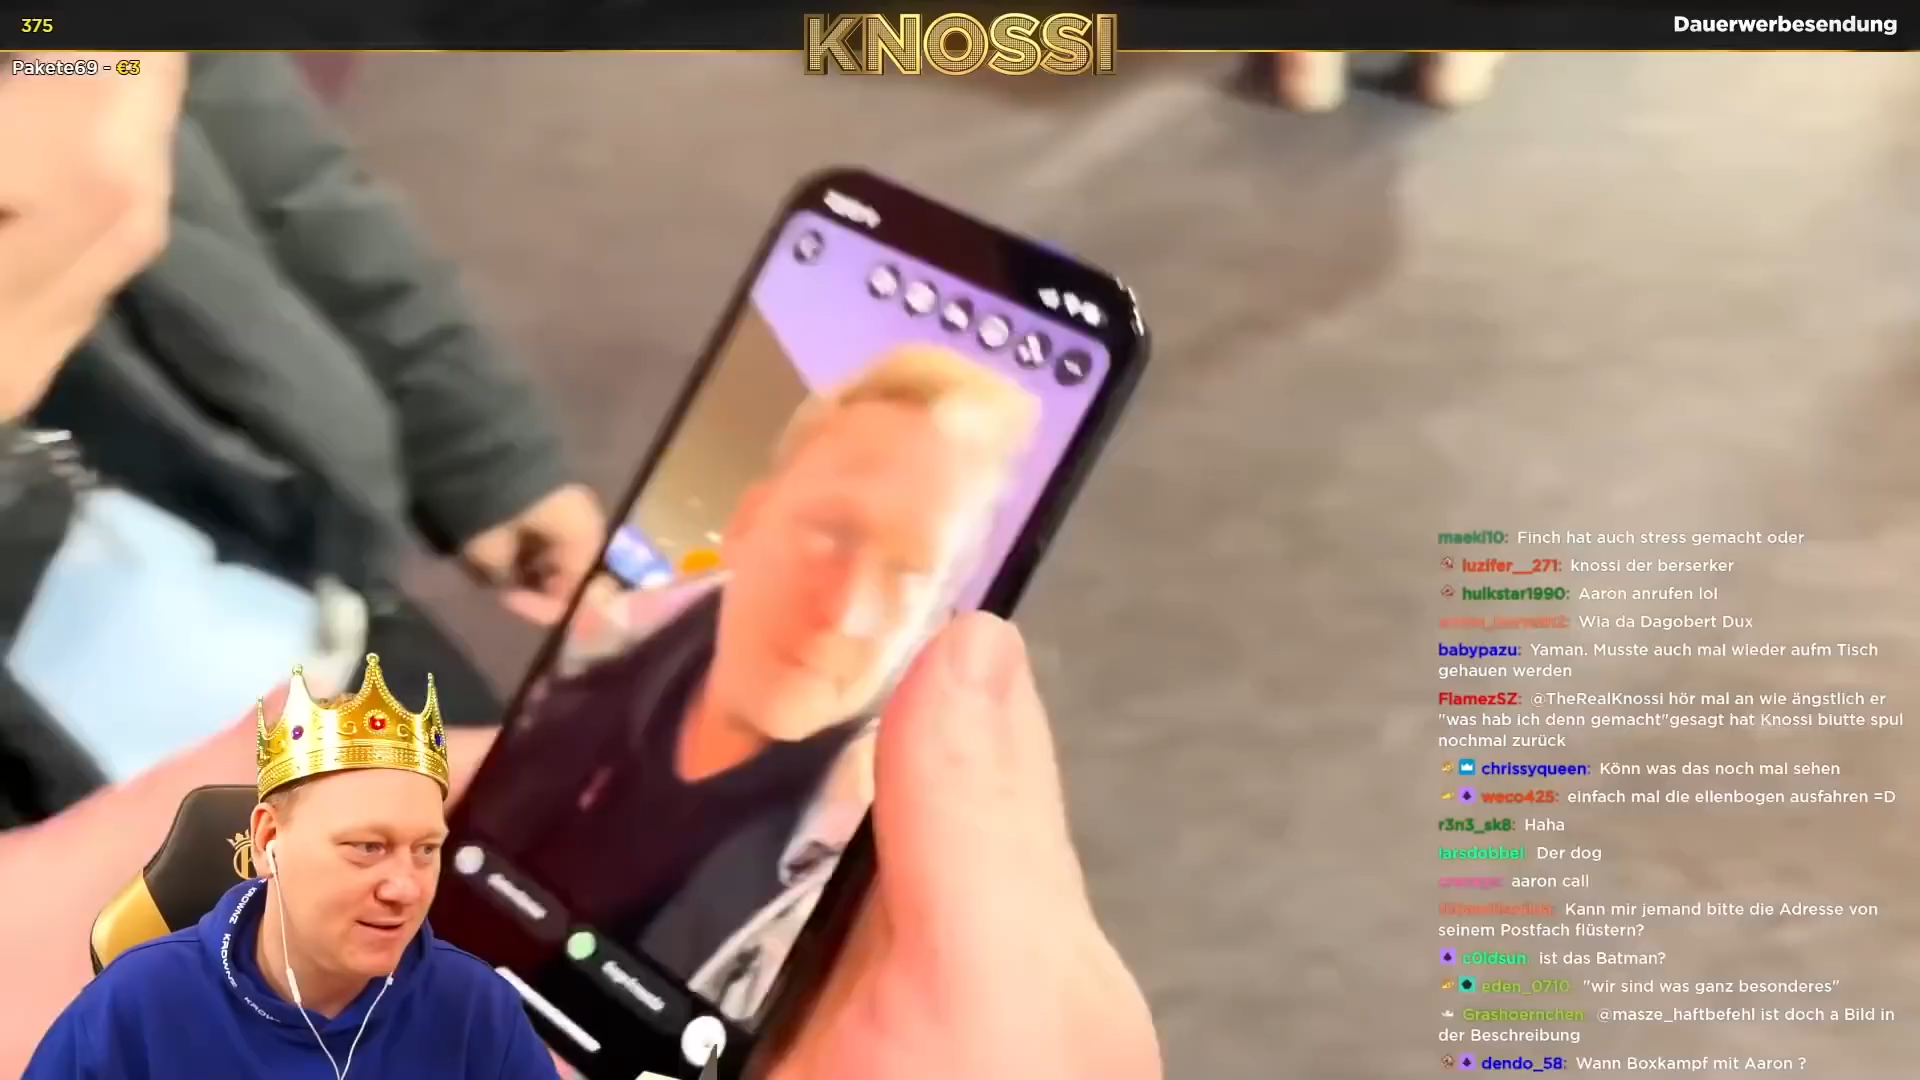 375
KNOSSI
Dauerwerbesendung
Pakete69 - €3
maeki10: Finch hat auch stress gemacht oder
luzifer__271: knossi der berserker
hulkstar1990: Aaron anrufen lol
Wia da Dagobert Dux
babypazu: Yaman. Musste auch mal wieder aufm Tisch
gehauen werden
FlamezSZ: @TheRealKnossi hör mal an wie ängstlich er
"was hab ich denn gemacht"gesagt hat Knossi biutte spul
nochmal zurück
chrissyqueen: Könn was das noch mal sehen
weco425: einfach mal die ellenbogen ausfahren =D
r3n3_sk8: Haha
larsdobbel: Der dog
aaron call
Kann mir jemand bitte die Adresse von
seinem Postfach flüstern?
c0ldsun: ist das Batman?
eden_0710: "wir sind was ganz besonderes"
Grashoernchen: @masze_haftbefehl ist doch a Bild in
der Beschreibung
dendo_58: Wann Boxkampf mit Aaron ?